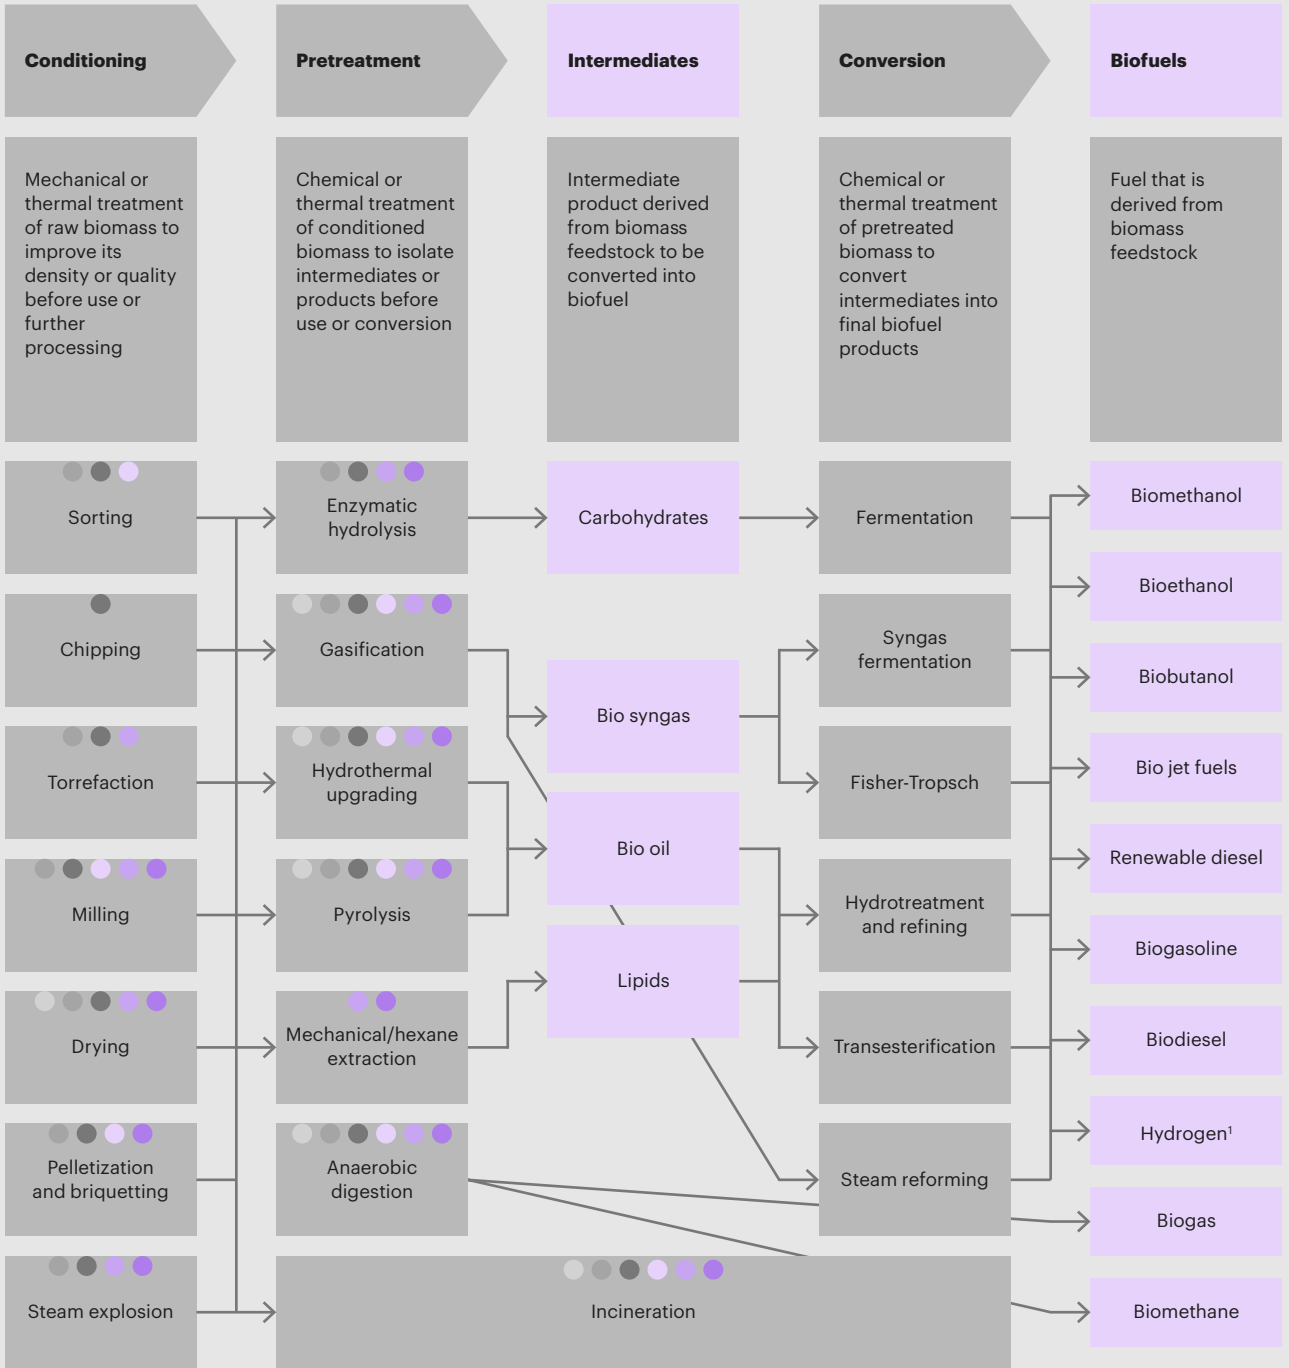 Conditioning
Pretreatment
Intermediates
Conversion
Biofuels
Mechanical or
thermal treatment
of raw biomass to
improve its
density or quality
before use or
further
processing
Chemical or
thermal treatment
of conditioned
biomass to isolate
intermediates or
products before
use or conversion
Intermediate
product derived
from biomass
feedstock to be
converted into
biofuel
Chemical or
thermal treatment
of pretreated
biomass to
convert
intermediates into
final biofuel
products
Fuel that is
derived from
biomass
feedstock
Sorting
Chipping
Torrefaction
Milling
Drying
Pelletization
and briquetting
Steam explosion
Enzymatic
hydrolysis
Gasification
Hydrothermal
upgrading
Pyrolysis
Mechanical/hexane
extraction
Anaerobic
digestion
Incineration
Carbohydrates
Bio syngas
Bio oil
Lipids
Fermentation
Syngas
fermentation
Fisher-Tropsch
Hydrotreatment
and refining
Transesterification
Steam reforming
Biomethanol
Bioethanol
Biobutanol
Bio jet fuels
Renewable diesel
Biogasoline
Biodiesel
Hydrogen¹
Biogas
Biomethane